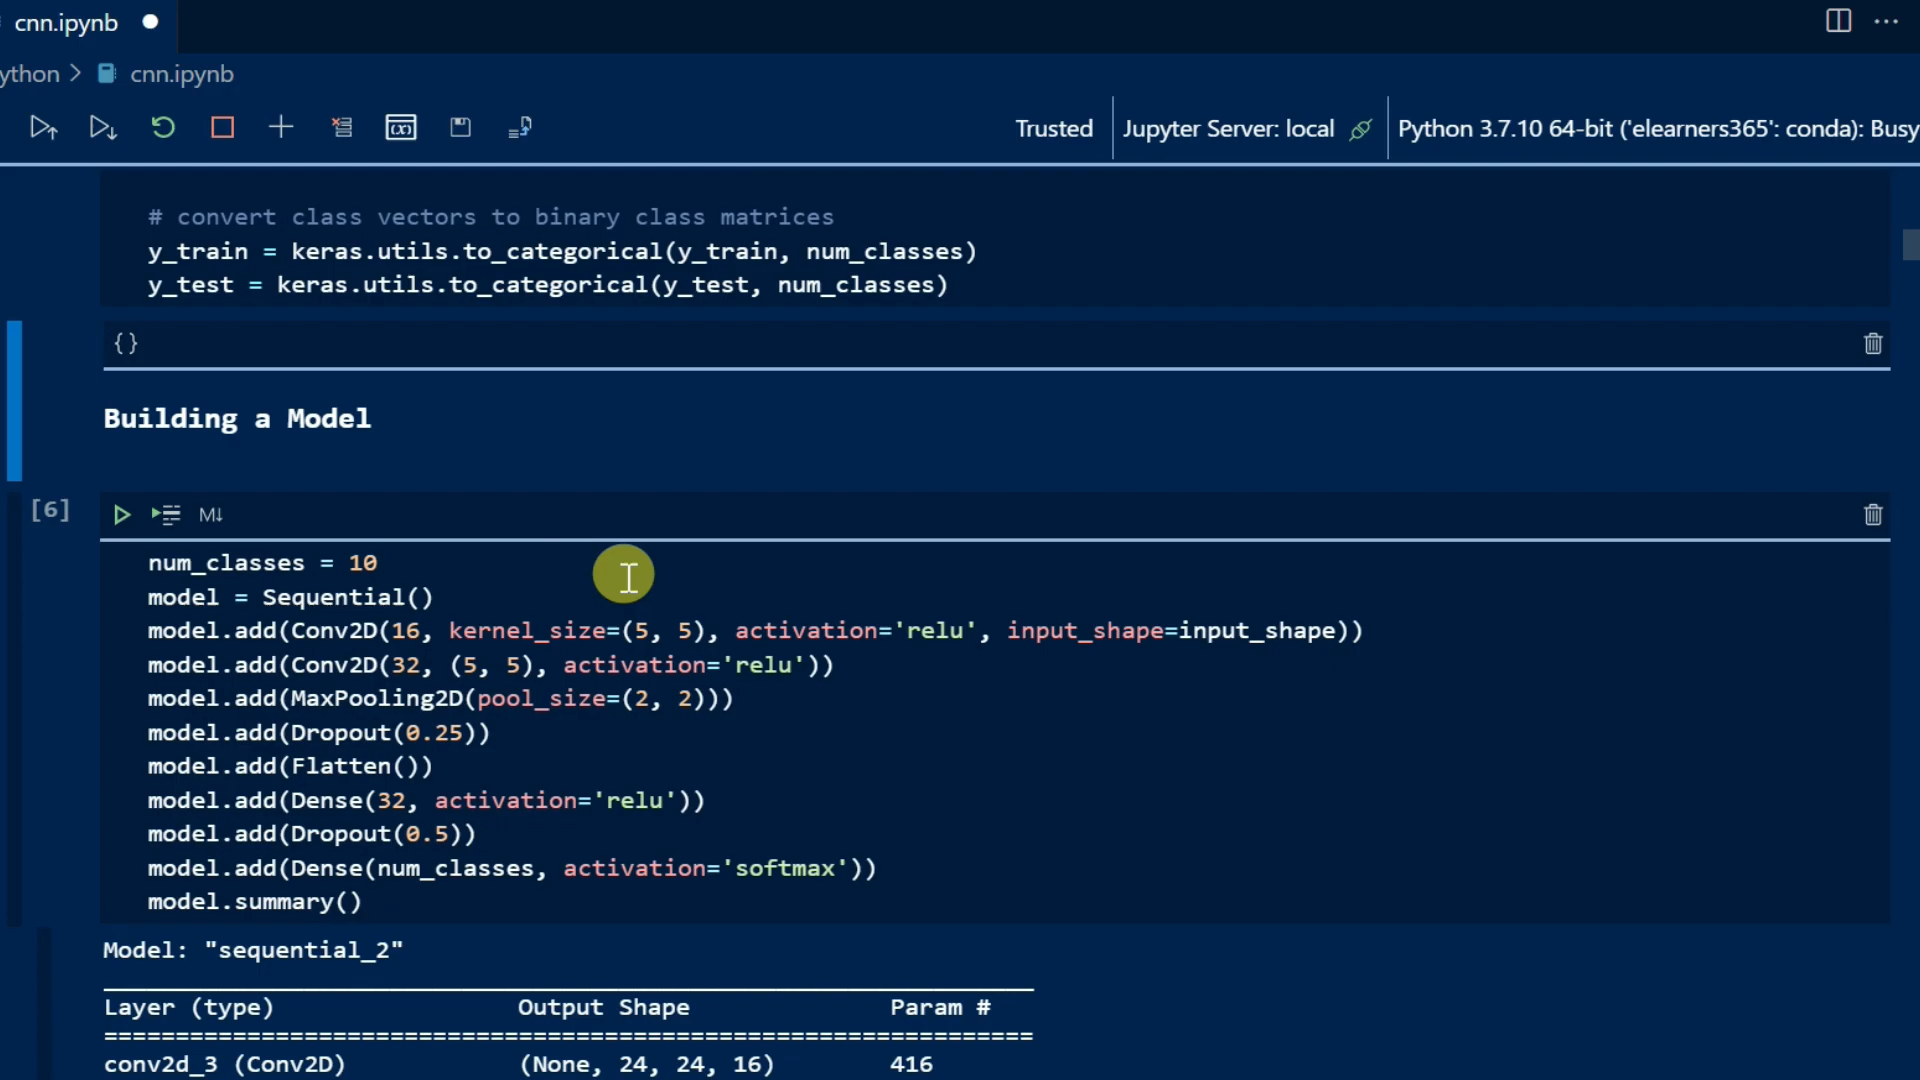 cnn.ipynb
ython > cnn.ipynb
Trusted
Jupyter Server: local
Python 3.7.10 64-bit ('elearners365': conda): Busy
# convert class vectors to binary class matrices
y_train = keras.utils.to_categorical(y_train, num_classes)
y_test = keras.utils.to_categorical(y_test, num_classes)
{}
Building a Model
[6]
M↓
num_classes = 10
model = Sequential()
model.add(Conv2D(16, kernel_size=(5, 5), activation='relu', input_shape=input_shape))
model.add(Conv2D(32, (5, 5), activation='relu'))
model.add(MaxPooling2D(pool_size=(2, 2)))
model.add(Dropout(0.25))
model.add(Flatten())
model.add(Dense(32, activation='relu'))
model.add(Dropout(0.5))
model.add(Dense(num_classes, activation='softmax'))
model.summary()
Model: "sequential_2"
Layer (type) Output Shape Param #
=================================================================
conv2d_3 (Conv2D) (None, 24, 24, 16) 416